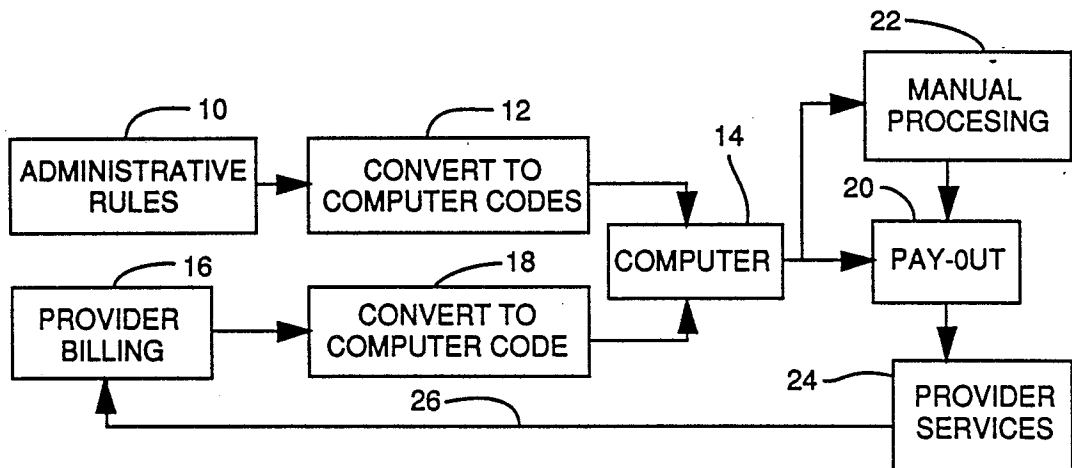 22
MANUAL
PROCESING
10
ADMINISTRATIVE
RULES
12
CONVERT TO
COMPUTER CODES
14
COMPUTER
20
PAY-0UT
16
PROVIDER
BILLING
18
CONVERT TO
COMPUTER CODE
24
PROVIDER
SERVICES
26